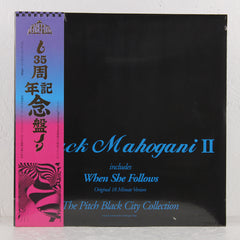 35周年記念盤
ck Mahogani II
includes
When She Follows
Original 18 Minute Version
The Pitch Black City Collection